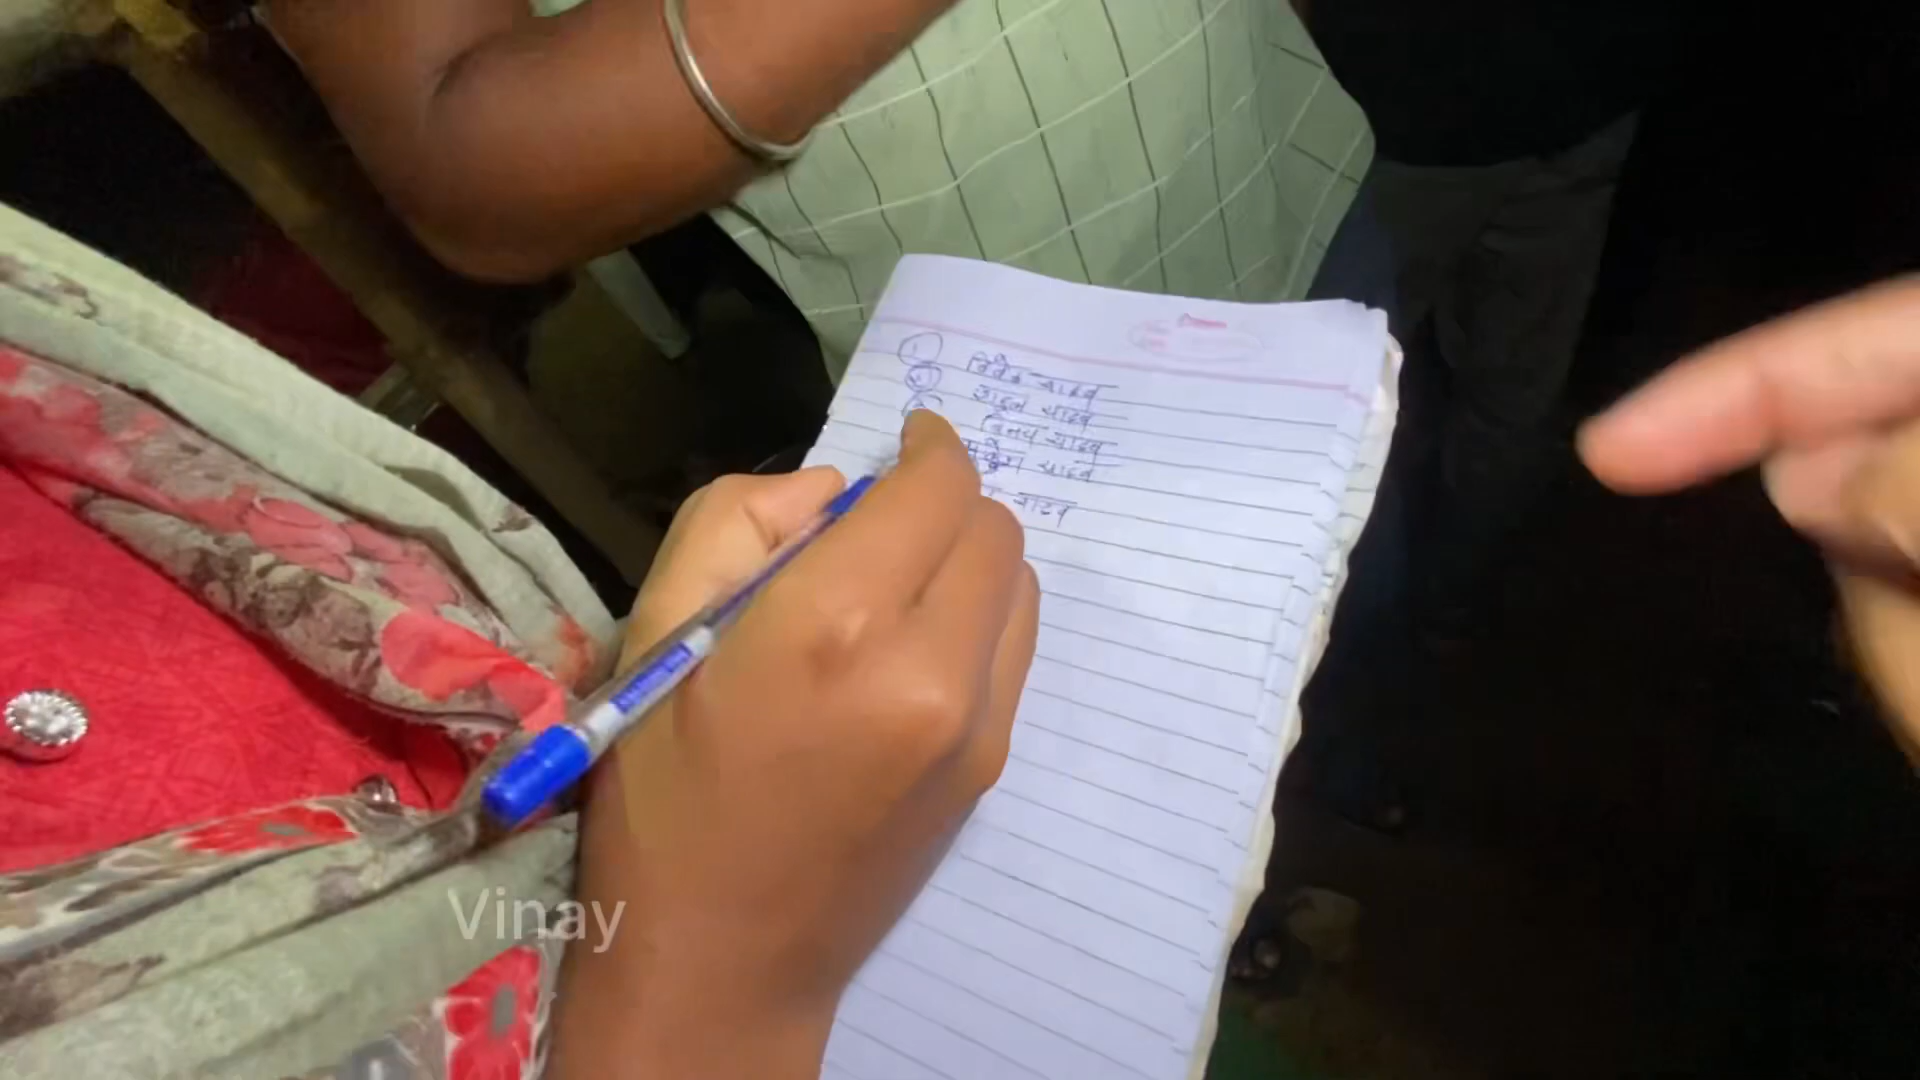 1 विवेक यादव
2 राहुल यादव
विनय यादव
मुकेश यादव
यादव
Vinay